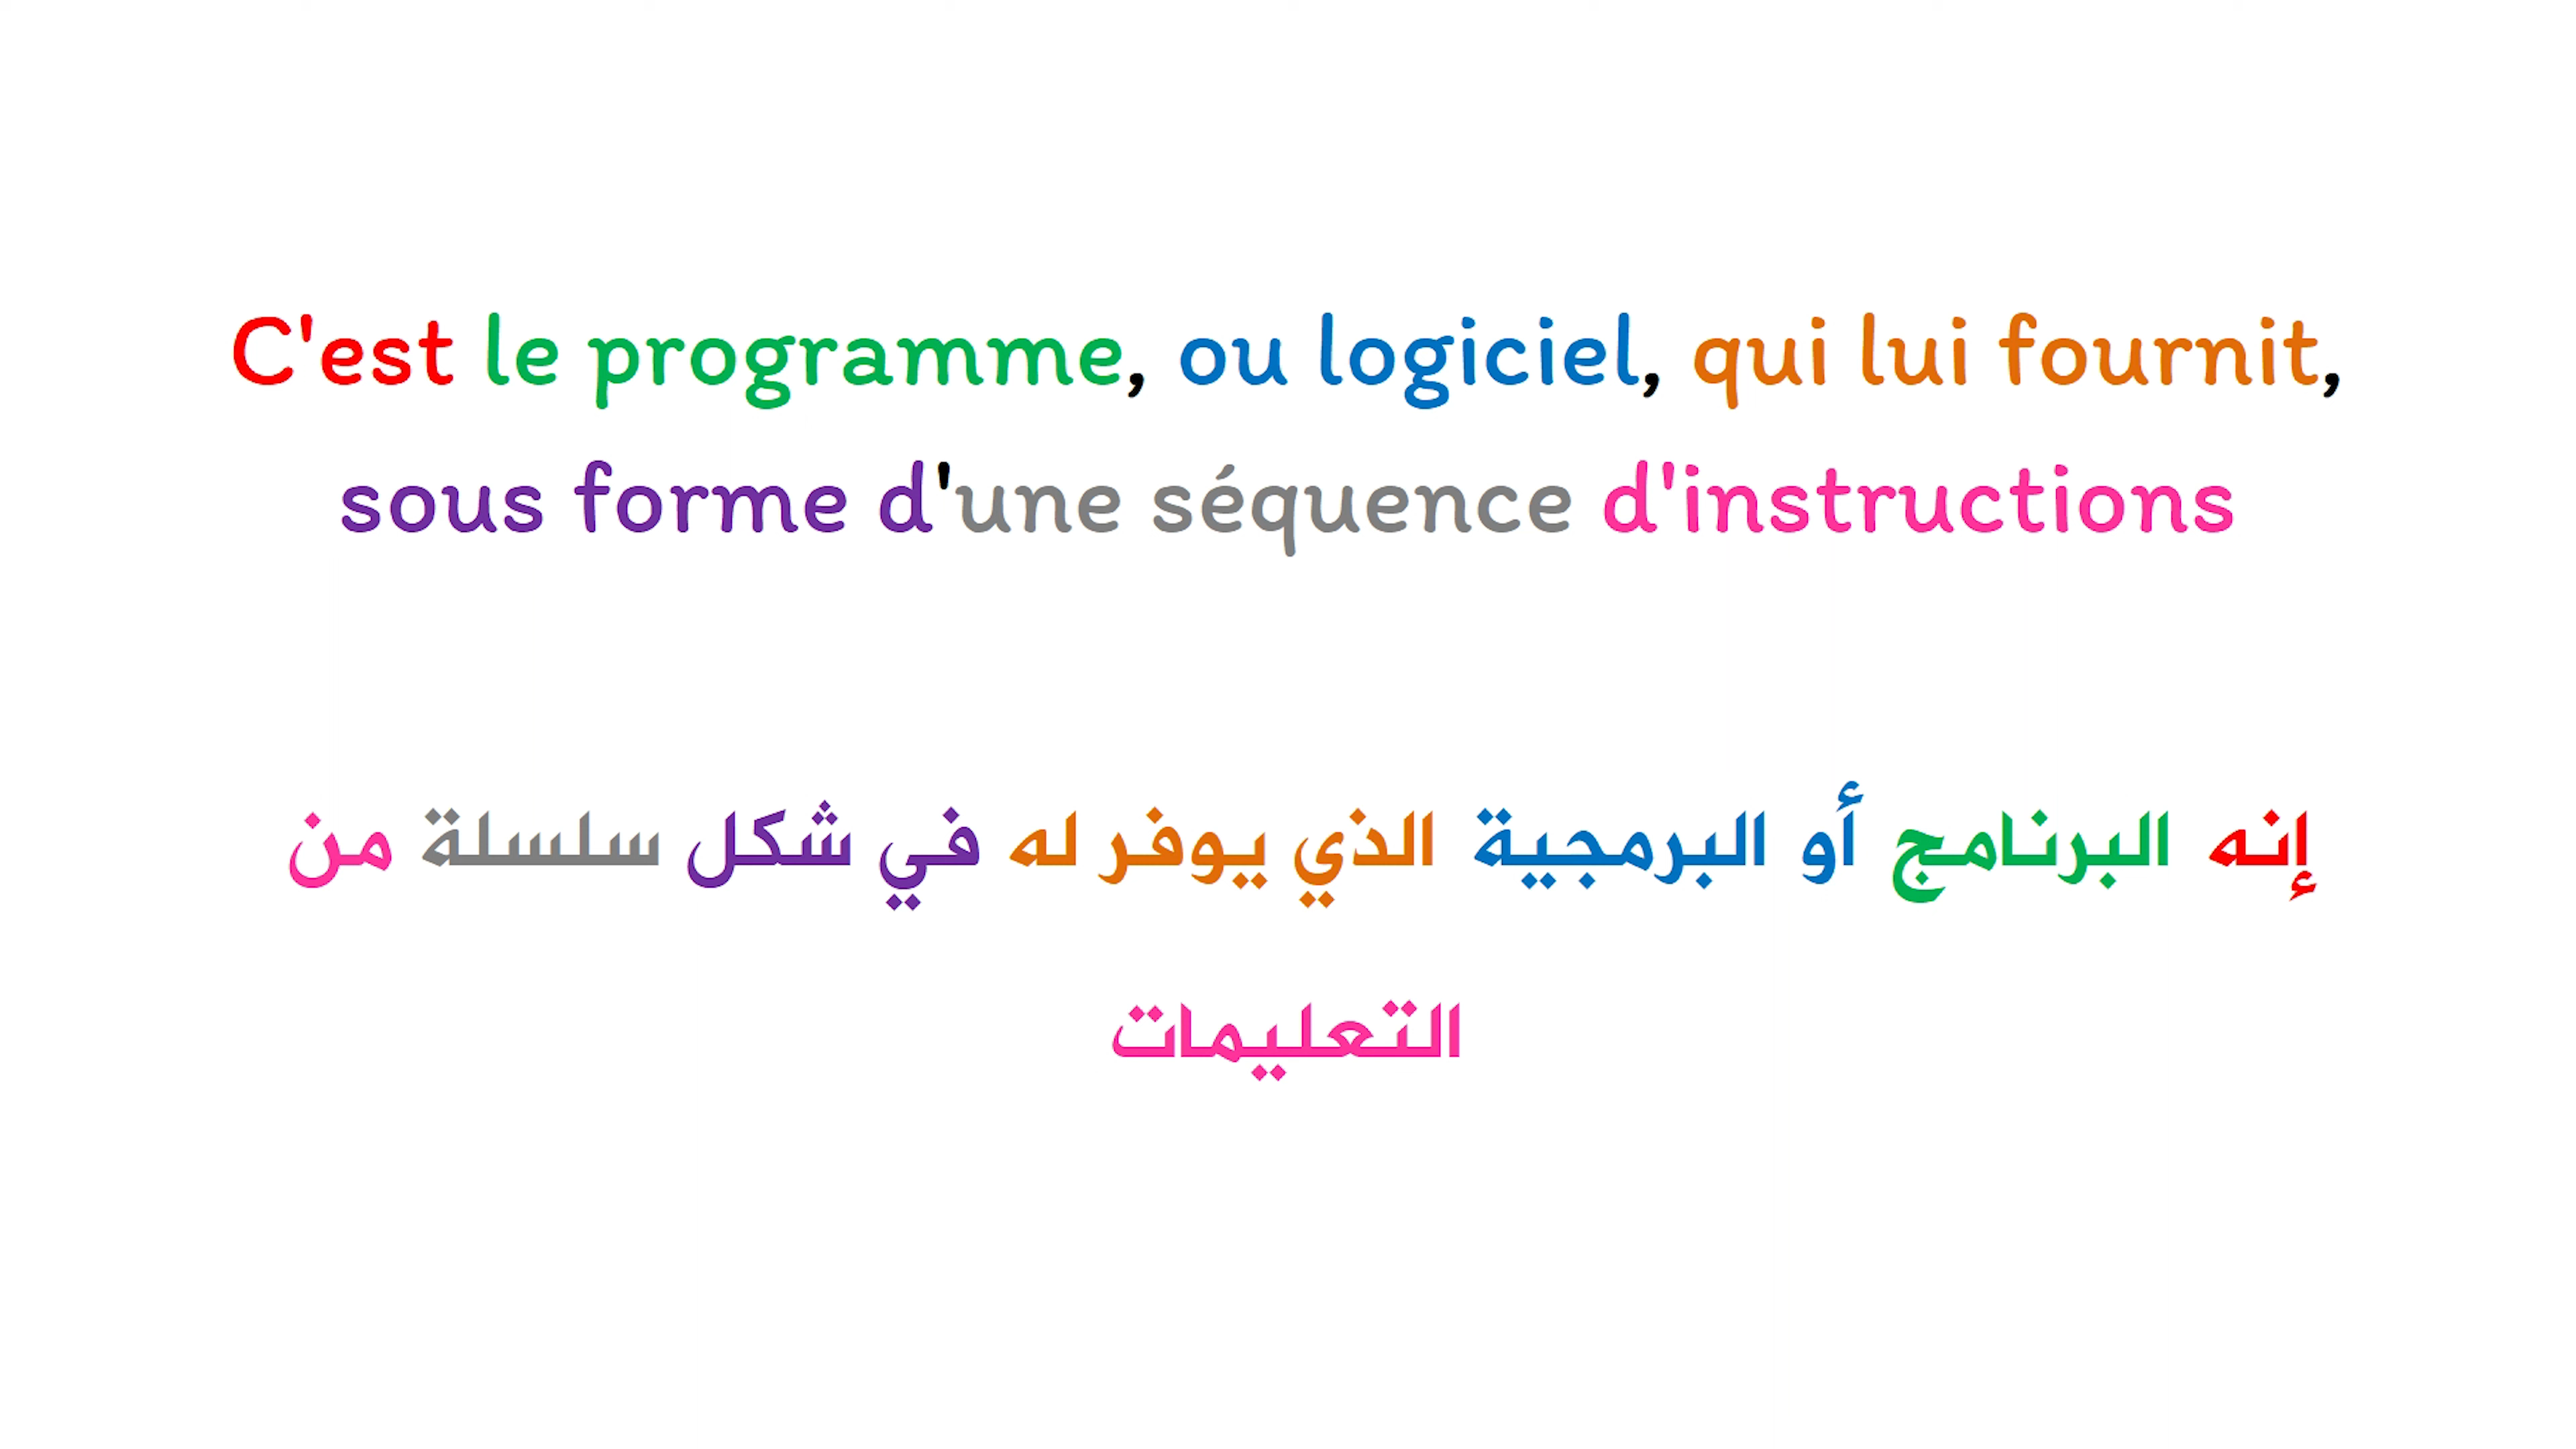 C'est le programme, ou logiciel, qui lui fournit,
sous forme d'une séquence d'instructions
إنه البرنامج أو البرمجية الذي يوفر له في شكل سلسلة من
التعليمات